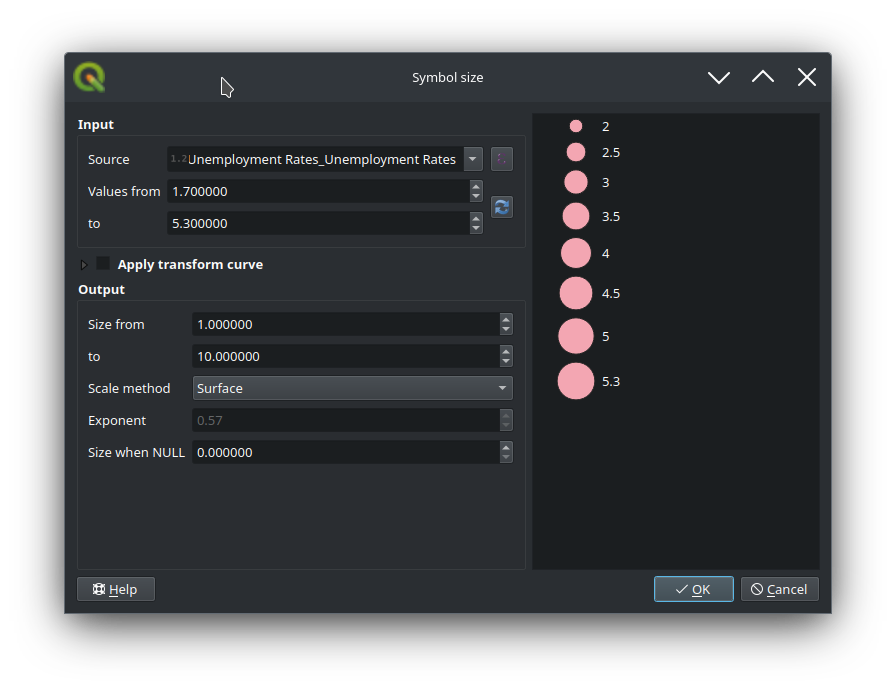 Symbol size
Input
Source 1.2 Unemployment Rates_Unemployment Rates
Values from 1.700000
to 5.300000
Apply transform curve
Output
Size from 1.000000
to 10.000000
Scale method Surface
Exponent 0.57
Size when NULL 0.000000
2
2.5
3
3.5
4
4.5
5
5.3
Help
OK
Cancel